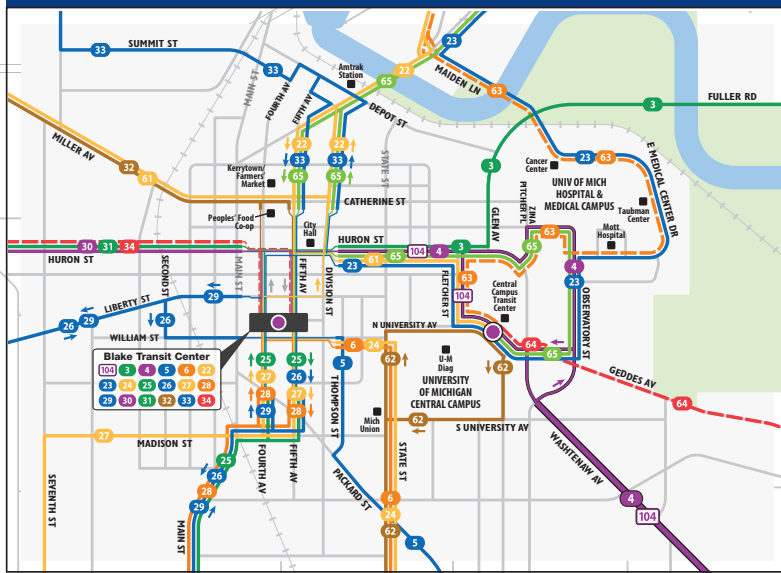 SUMMIT ST
33
33
FOURTH AV
FIFTH AV
MAIN ST
Amtrak
Station
22
65
23
MAIDEN LN
63
3
FULLER RD
DEPOT ST
MILLER AV
32
61
22
33
65
22
33
65
STATE ST
3
Cancer
Center
23
63
E MEDICAL CENTER DR
Kerrytown/
Farmers'
Market
CATHERINE ST
Peoples' Food
Co-op
City
Hall
UNIV OF MICH
HOSPITAL &
MEDICAL CAMPUS
Taubman
Center
Mott
Hospital
ZINA
PITCHER PL
GLEN AV
63
65
30
31
34
HURON ST
HURON ST
104
4
3
61
65
23
4
23
SECOND ST
MAIN ST
FIFTH AV
DIVISION ST
FLETCHER ST
63
104
Central
Campus
Transit
Center
OBSERVATORY ST
LIBERTY ST
29
26
29
26
WILLIAM ST
N UNIVERSITY AV
6
24
5
62
64
65
62
U-M
Diag
UNIVERSITY
OF MICHIGAN
CENTRAL CAMPUS
GEDDES AV
64
Blake Transit Center
104 3 4 5 6 22
23 24 25 26 27 28
29 30 31 32 33 34
25
27
28
29
25
26
27
28
THOMPSON ST
Mich
Union
62
S UNIVERSITY AV
27
MADISON ST
SEVENTH ST
FOURTH AV
FIFTH AV
STATE ST
PACKARD ST
WASHTENAW AV
25
26
28
29
MAIN ST
6
24
62
5
4
104